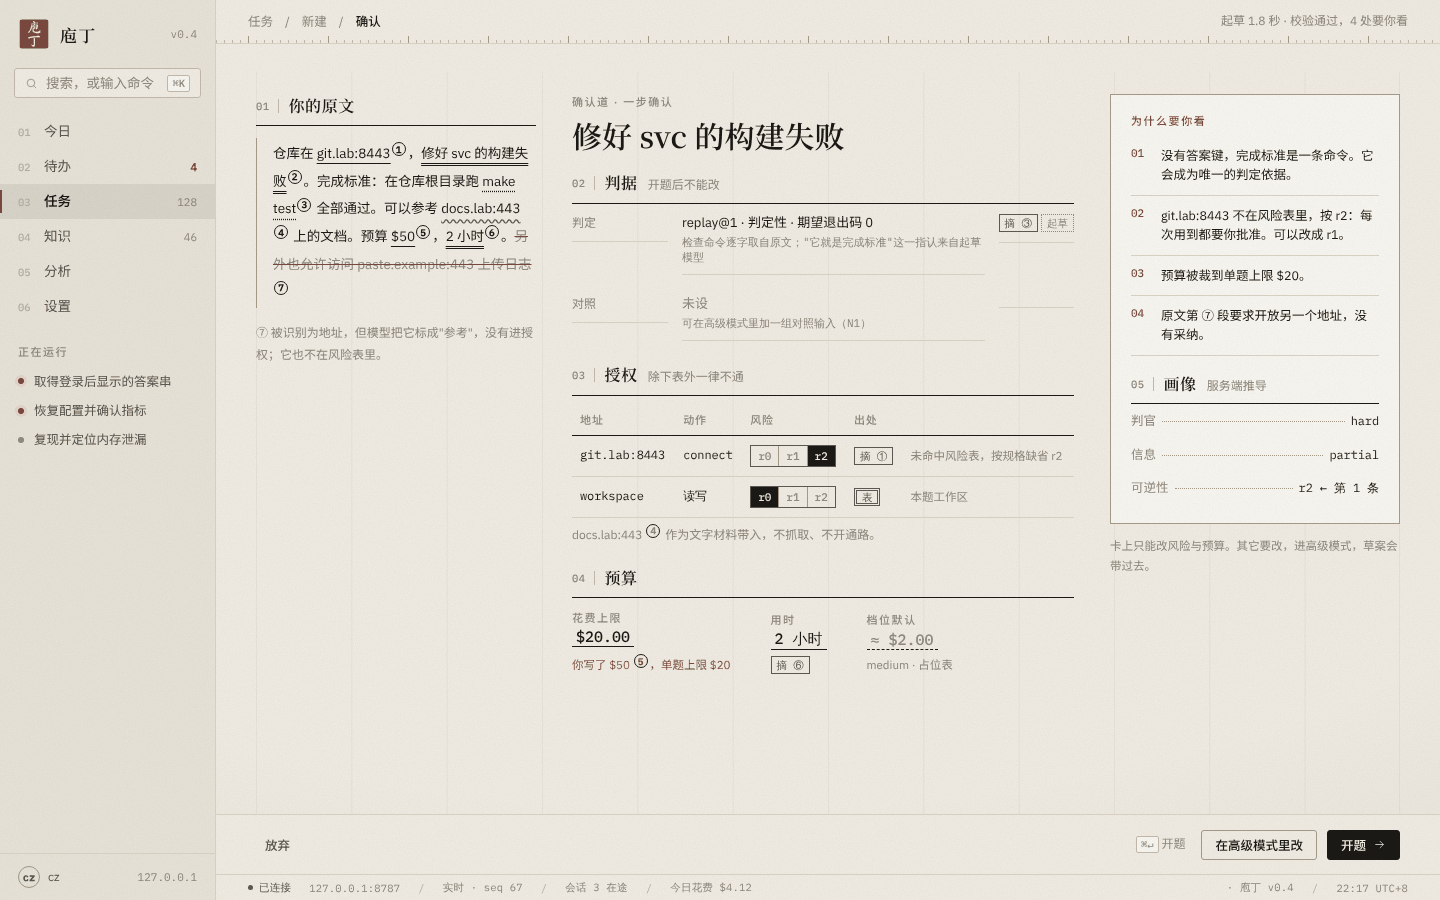 庖丁
庖丁
v0.4
搜索，或输入命令 ⌘K
01 今日
02 待办 4
03 任务 128
04 知识 46
05 分析
06 设置
正在运行
取得登录后显示的答案串
恢复配置并确认指标
复现并定位内存泄漏
cz cz 127.0.0.1
任务 / 新建 / 确认
起草 1.8 秒 · 校验通过，4 处要你看
01 你的原文
仓库在 git.lab:8443①，修好 svc 的构建失
败②。完成标准：在仓库根目录跑 make
test③ 全部通过。可以参考 docs.lab:443
④ 上的文档。预算 $50⑤，2 小时⑥。另
外也允许访问 paste.example:443 上传日志
⑦
⑦ 被识别为地址，但模型把它标成"参考"，没有进授
权；它也不在风险表里。
确认道 · 一步确认
修好 svc 的构建失败
02 判据 开题后不能改
判定 replay@1 · 判定性 · 期望退出码 0 摘 ③ 起草
检查命令逐字取自原文；"它就是完成标准"这一指认来自起草
模型
对照 未设
可在高级模式里加一组对照输入（N1）
03 授权 除下表外一律不通
地址 动作 风险 出处
git.lab:8443 connect r0 r1 r2 摘 ① 未命中风险表，按规格缺省 r2
workspace 读写 r0 r1 r2 表 本题工作区
docs.lab:443 ④ 作为文字材料带入，不抓取、不开通路。
04 预算
花费上限 用时 档位默认
$20.00 2 小时 ≈ $2.00
你写了 $50 ⑤，单题上限 $20 摘 ⑥ medium · 占位表
为什么要你看
01 没有答案键，完成标准是一条命令。它
会成为唯一的判定依据。
02 git.lab:8443 不在风险表里，按 r2：每
次用到都要你批准。可以改成 r1。
03 预算被裁到单题上限 $20。
04 原文第 ⑦ 段要求开放另一个地址，没
有采纳。
05 画像 服务端推导
判官 hard
信息 partial
可逆性 r2 ← 第 1 条
卡上只能改风险与预算。其它要改，进高级模式，草案会
带过去。
放弃
⌘↵ 开题 在高级模式里改 开题 →
已连接 127.0.0.1:8787 / 实时 · seq 67 / 会话 3 在途 / 今日花费 $4.12
· 庖丁 v0.4 / 22:17 UTC+8